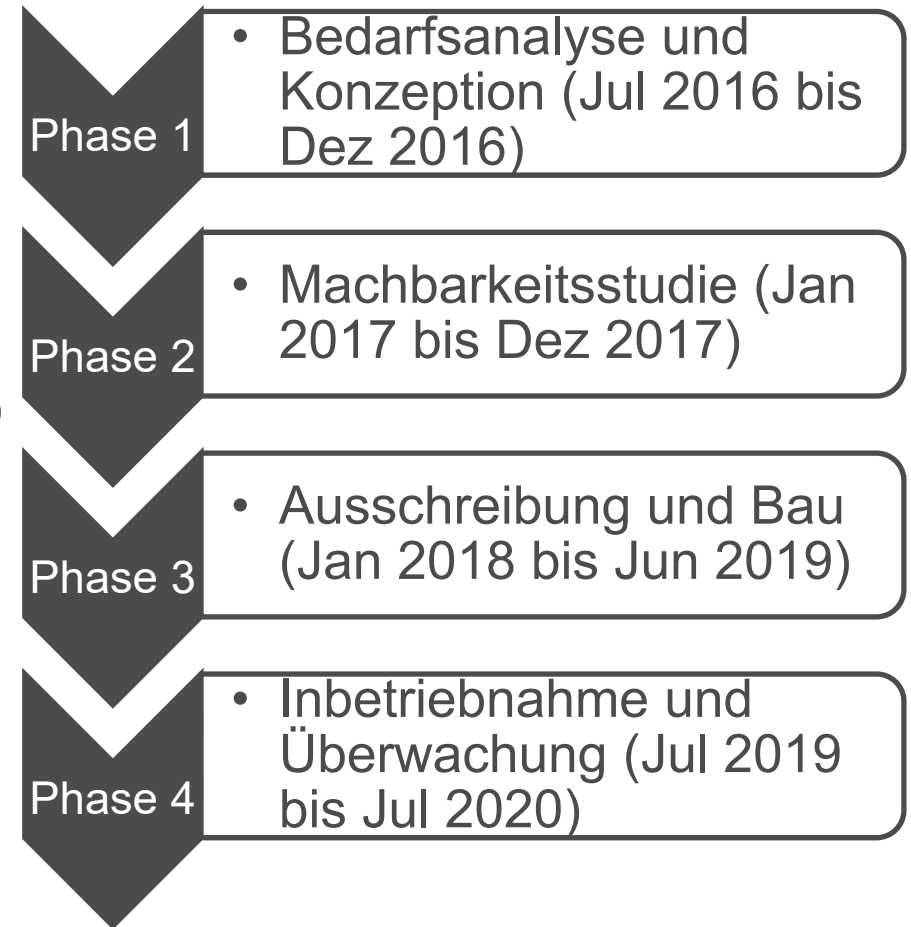 Phase 1
• Bedarfsanalyse und
Konzeption (Jul 2016 bis
Dez 2016)
Phase 2
• Machbarkeitsstudie (Jan
2017 bis Dez 2017)
Phase 3
• Ausschreibung und Bau
(Jan 2018 bis Jun 2019)
Phase 4
• Inbetriebnahme und
Überwachung (Jul 2019
bis Jul 2020)